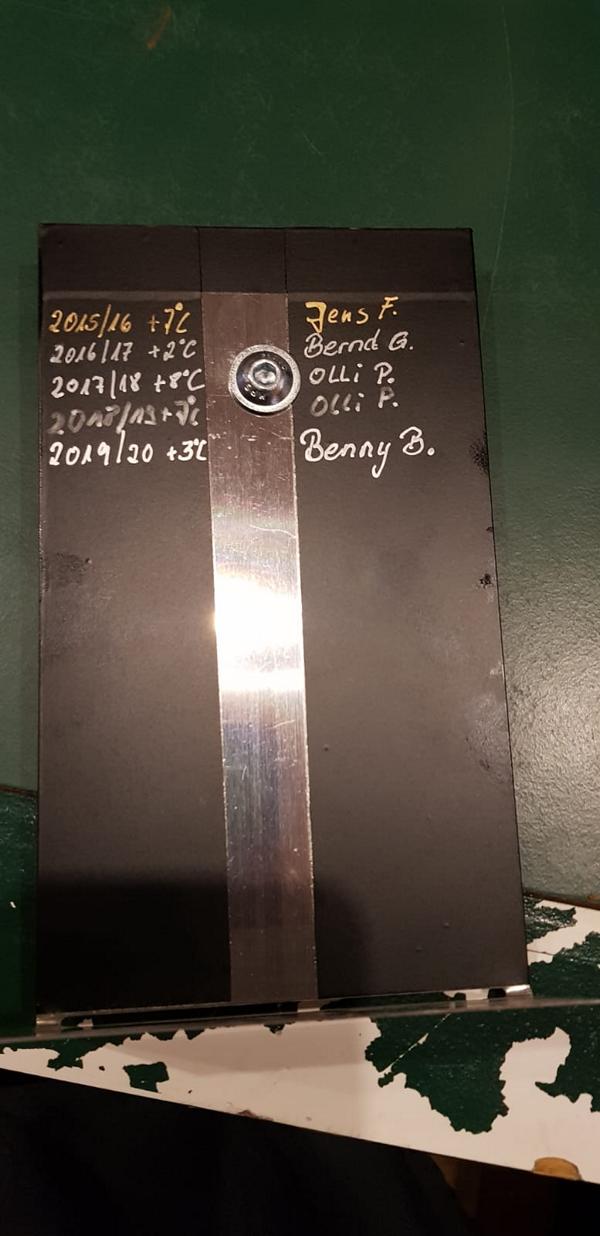 2015/16 +7°C Jens F.
2016/17 +2°C Bernd G.
2017/18 +8°C OLLi P.
2018/19 +7°C OLLi P.
2019/20 +3°C Benny B.